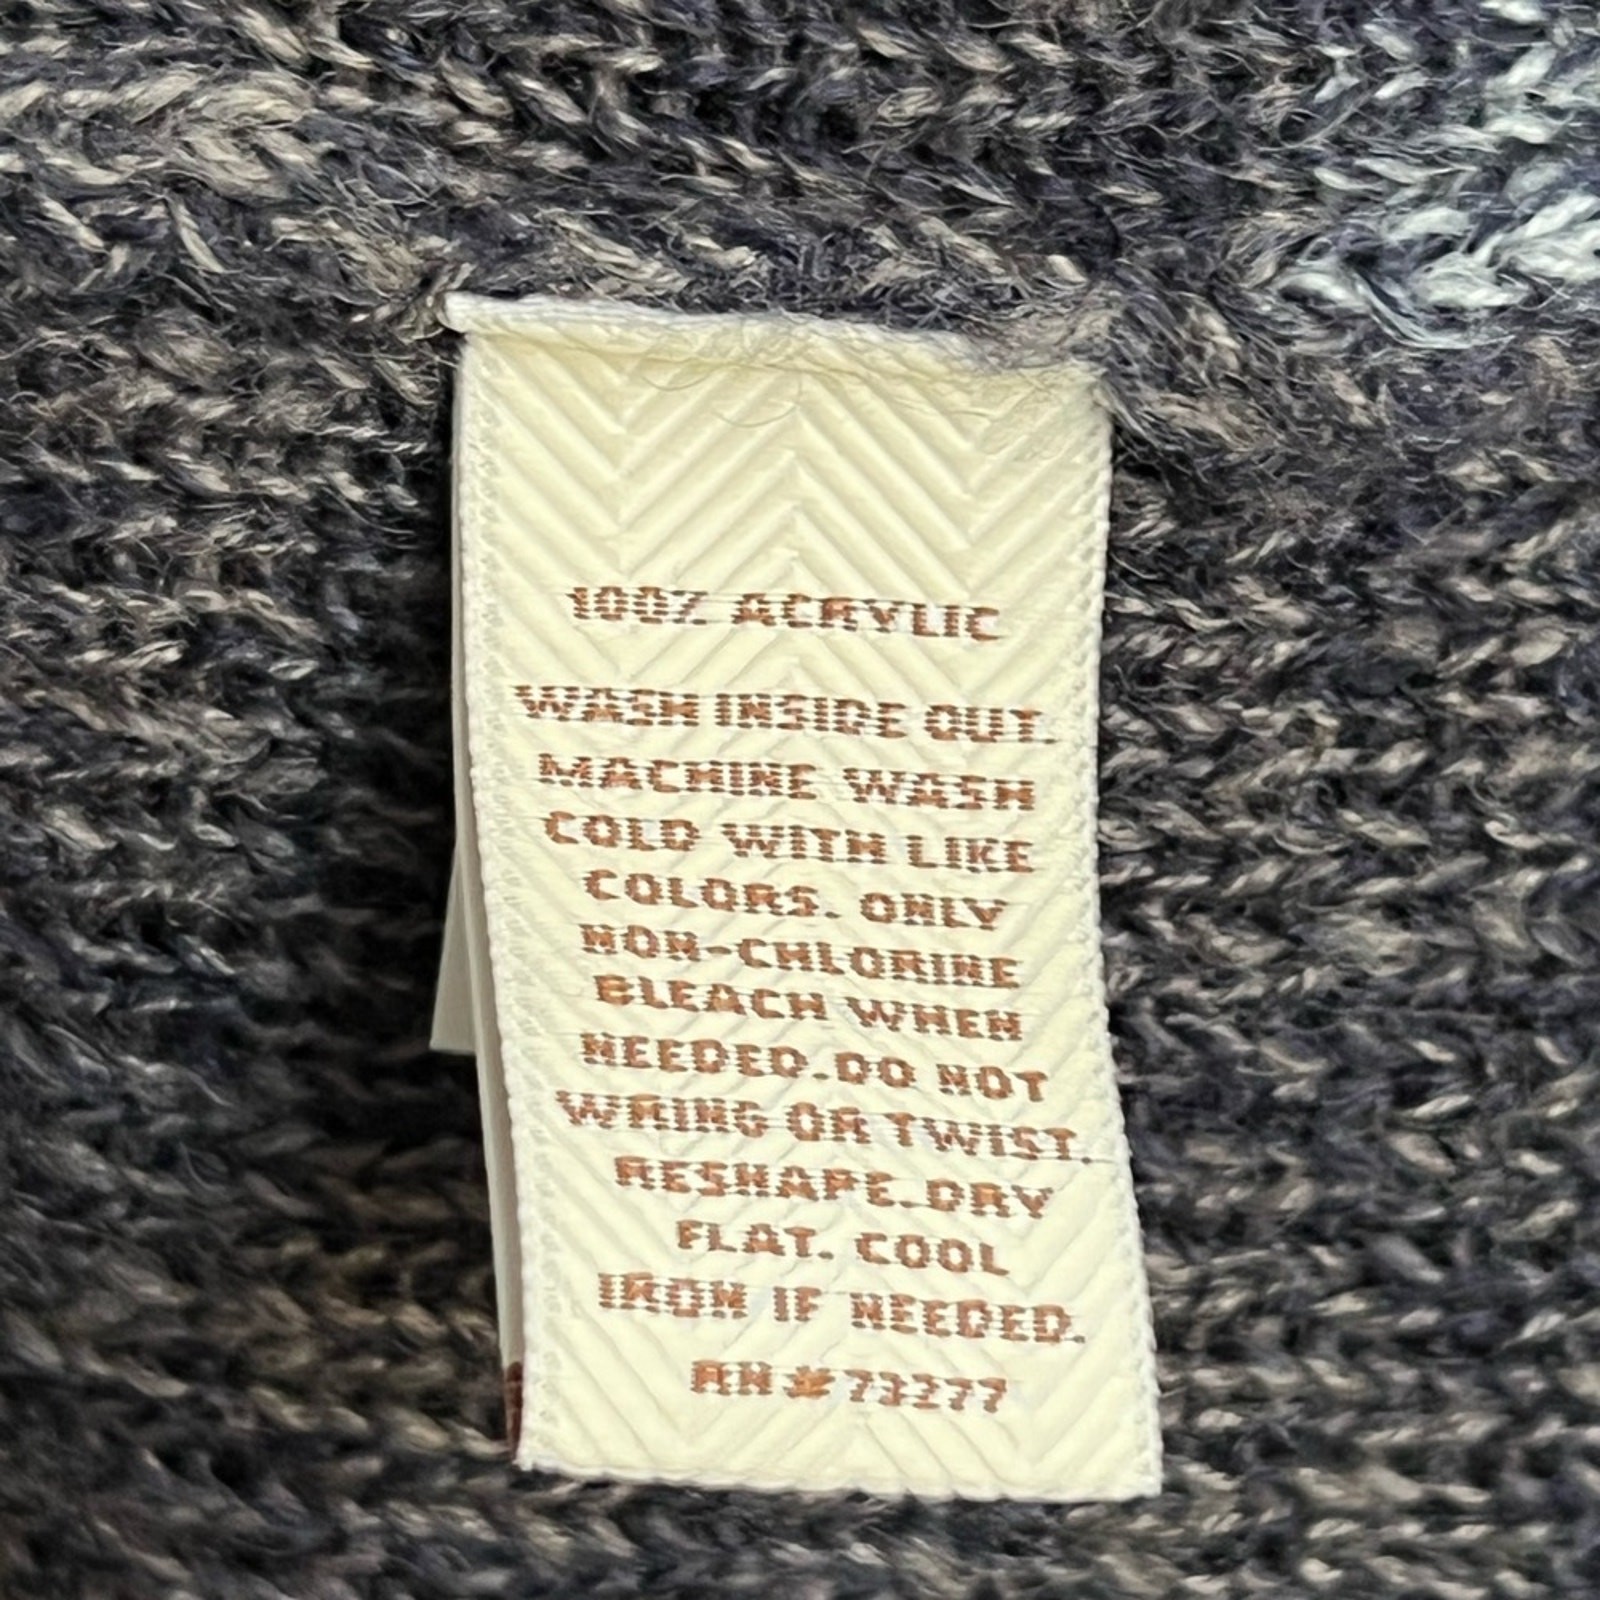 100% ACRYLIC
WASH INSIDE OUT.
MACHINE WASH
COLD WITH LIKE
COLORS. ONLY
NON-CHLORINE
BLEACH WHEN
NEEDED.DO NOT
WRING OR TWIST.
RESHAPE.DRY
FLAT. COOL
IRON IF NEEDED.
RN#73277